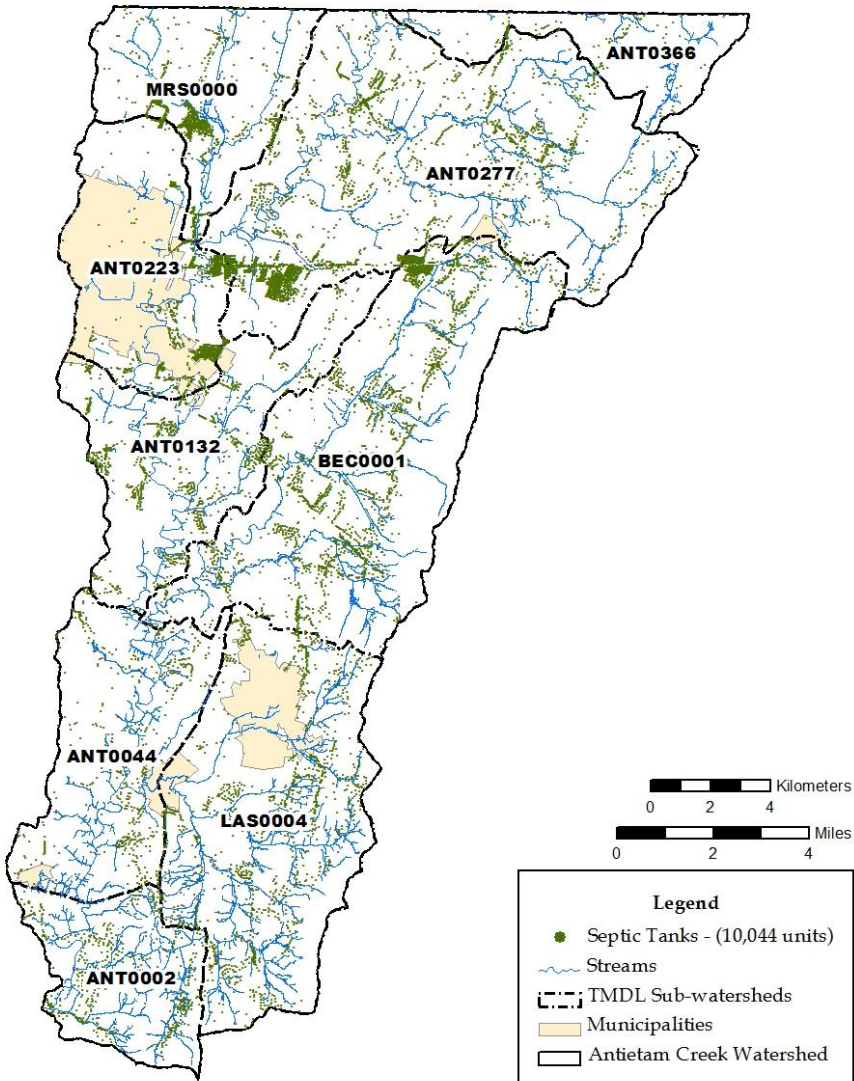 ANT0366
MRS0000
ANT0277
ANT0223
ANT0132
BEC0001
ANT0044
LAS0004
ANT0002
Kilometers
0 2 4
Miles
0 2 4
Legend
Septic Tanks - (10,044 units)
Streams
TMDL Sub-watersheds
Municipalities
Antietam Creek Watershed